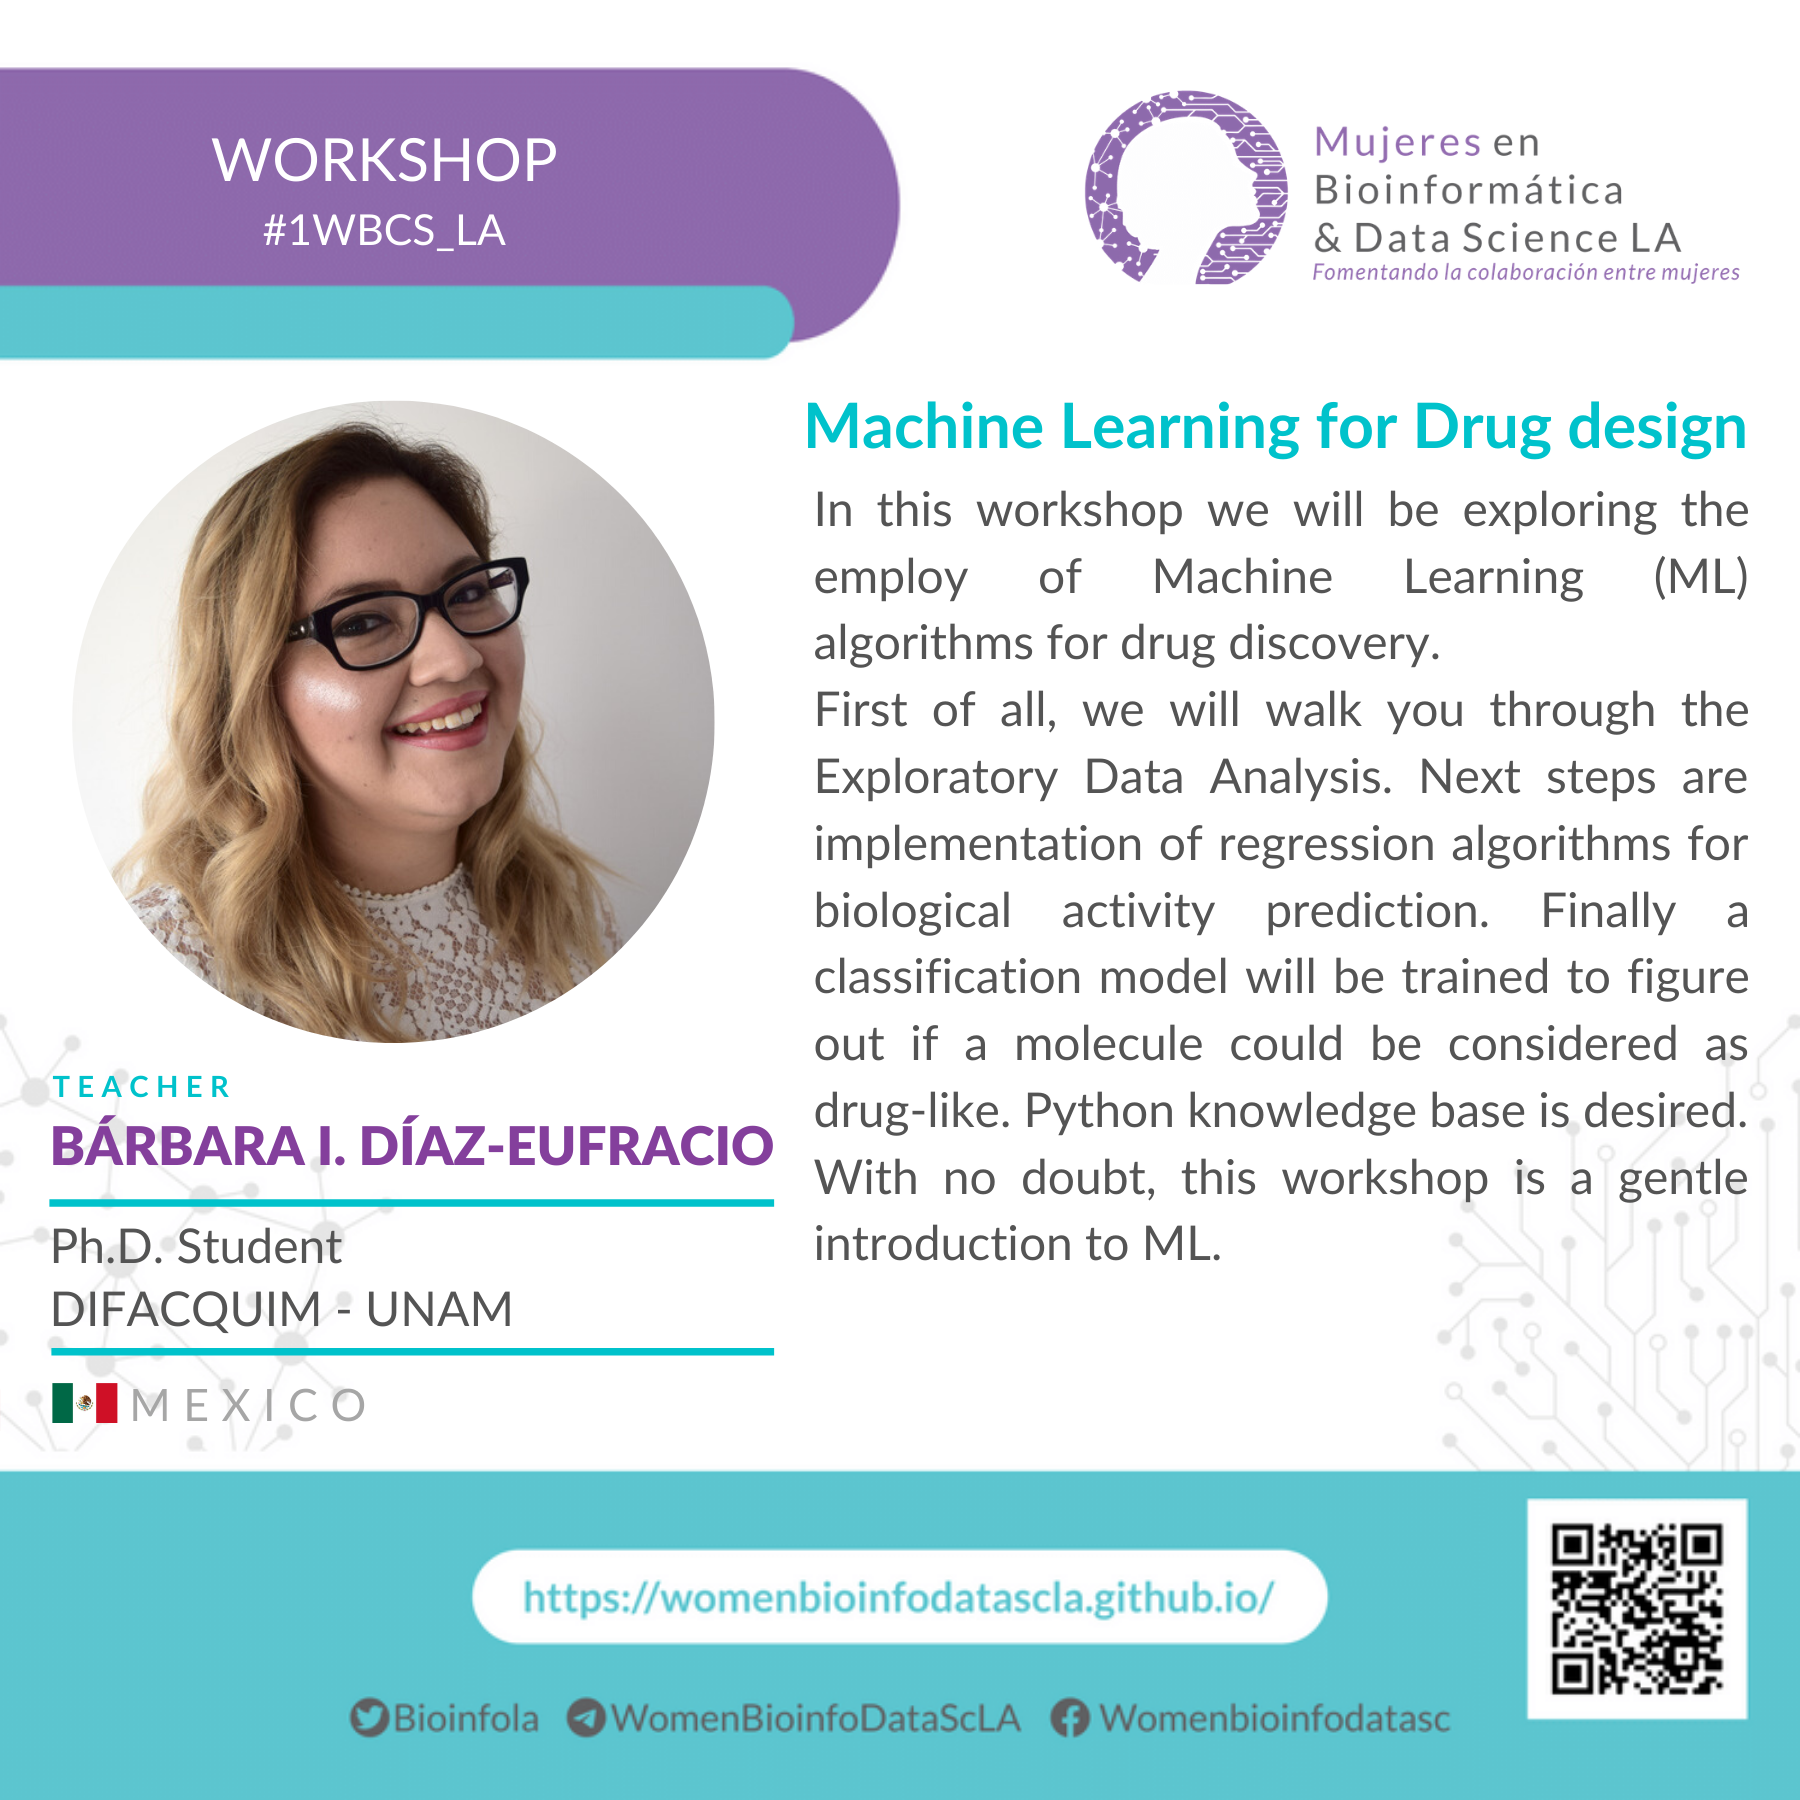 WORKSHOP
#1WBCS_LA
Mujeres en
Bioinformática
& Data Science LA
Fomentando la colaboración entre mujeres
Machine Learning for Drug design
In this workshop we will be exploring the
employ of Machine Learning (ML)
algorithms for drug discovery.
First of all, we will walk you through the
Exploratory Data Analysis. Next steps are
implementation of regression algorithms for
biological activity prediction. Finally a
classification model will be trained to figure
out if a molecule could be considered as
drug-like. Python knowledge base is desired.
With no doubt, this workshop is a gentle
introduction to ML.
TEACHER
BÁRBARA I. DÍAZ-EUFRACIO
Ph.D. Student
DIFACQUIM - UNAM
MEXICO
https://womenbioinfodatascla.github.io/
Bioinfola WomenBioinfoDataScLA Womenbioinfodatasc